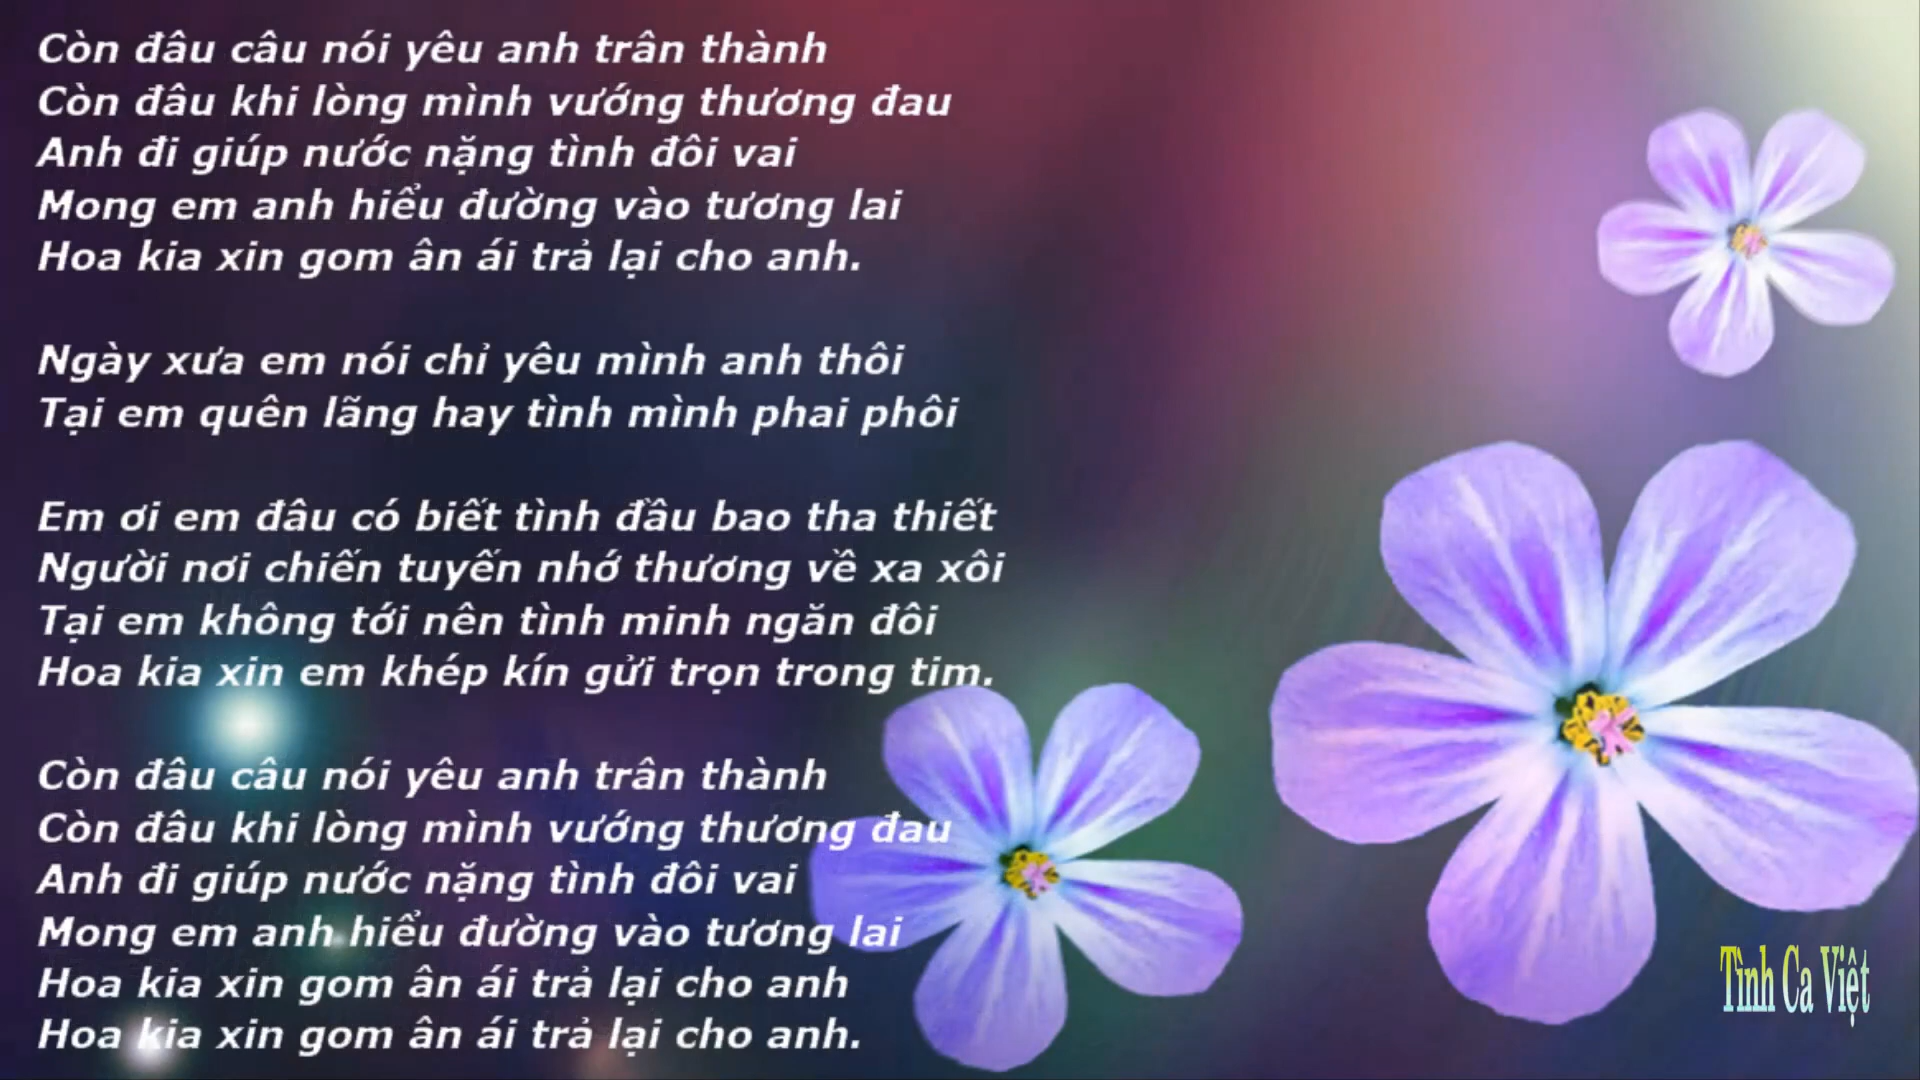 Còn đâu câu nói yêu anh trân thành
Còn đâu khi lòng mình vướng thương đau
Anh đi giúp nước nặng tình đôi vai
Mong em anh hiểu đường vào tương lai
Hoa kia xin gom ân ái trả lại cho anh.
Ngày xưa em nói chỉ yêu mình anh thôi
Tại em quên lãng hay tình mình phai phôi
Em ơi em đâu có biết tình đầu bao tha thiết
Người nơi chiến tuyến nhớ thương về xa xôi
Tại em không tới nên tình minh ngăn đôi
Hoa kia xin em khép kín gửi trọn trong tim.
Còn đâu câu nói yêu anh trân thành
Còn đâu khi lòng mình vướng thương đau
Anh đi giúp nước nặng tình đôi vai
Mong em anh hiểu đường vào tương lai
Hoa kia xin gom ân ái trả lại cho anh
Hoa kia xin gom ân ái trả lại cho anh.
Tình Ca Việt